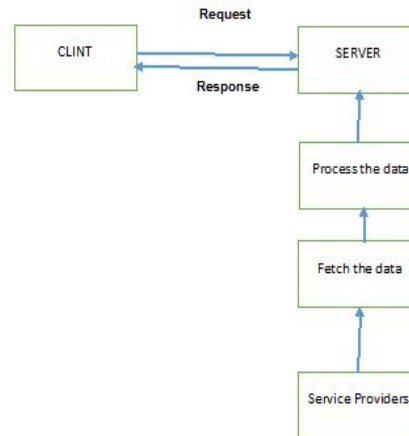 Request
CLINT
SERVER
Response
Process the data
Fetch the data
Service Providers